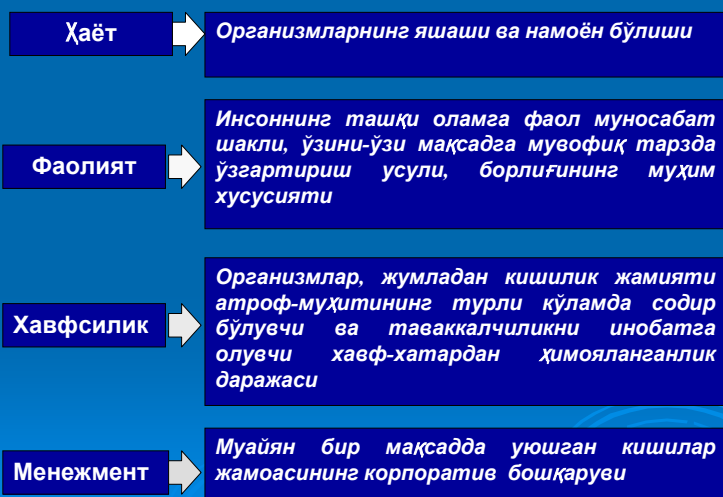 Ҳаёт
Организмларнинг яшаши ва намоён бўлиши
Фаолият
Инсоннинг ташқи оламга фаол муносабат
шакли, ўзини-ўзи мақсадга мувофиқ тарзда
ўзгартириш усули, борлиғининг муҳим
хусусияти
Хавфсилик
Организмлар, жумладан кишилик жамияти
атроф-муҳитининг турли кўламда содир
бўлувчи ва таваккалчиликни инобатга
олувчи хавф-хатардан ҳимояланганлик
даражаси
Менежмент
Муайян бир мақсадда уюшган кишилар
жамоасининг корпоратив бошқаруви